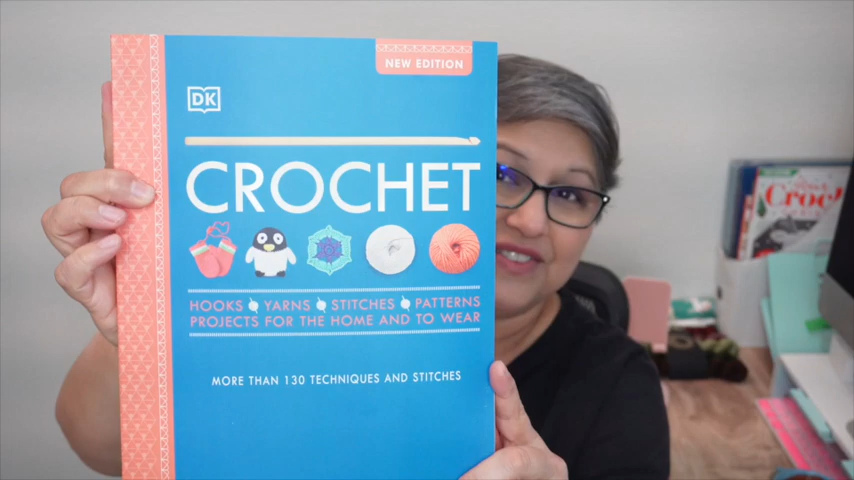 NEW EDITION
DK
CROCHET
HOOKS YARNS STITCHES PATTERNS
PROJECTS FOR THE HOME AND TO WEAR
MORE THAN 130 TECHNIQUES AND STITCHES